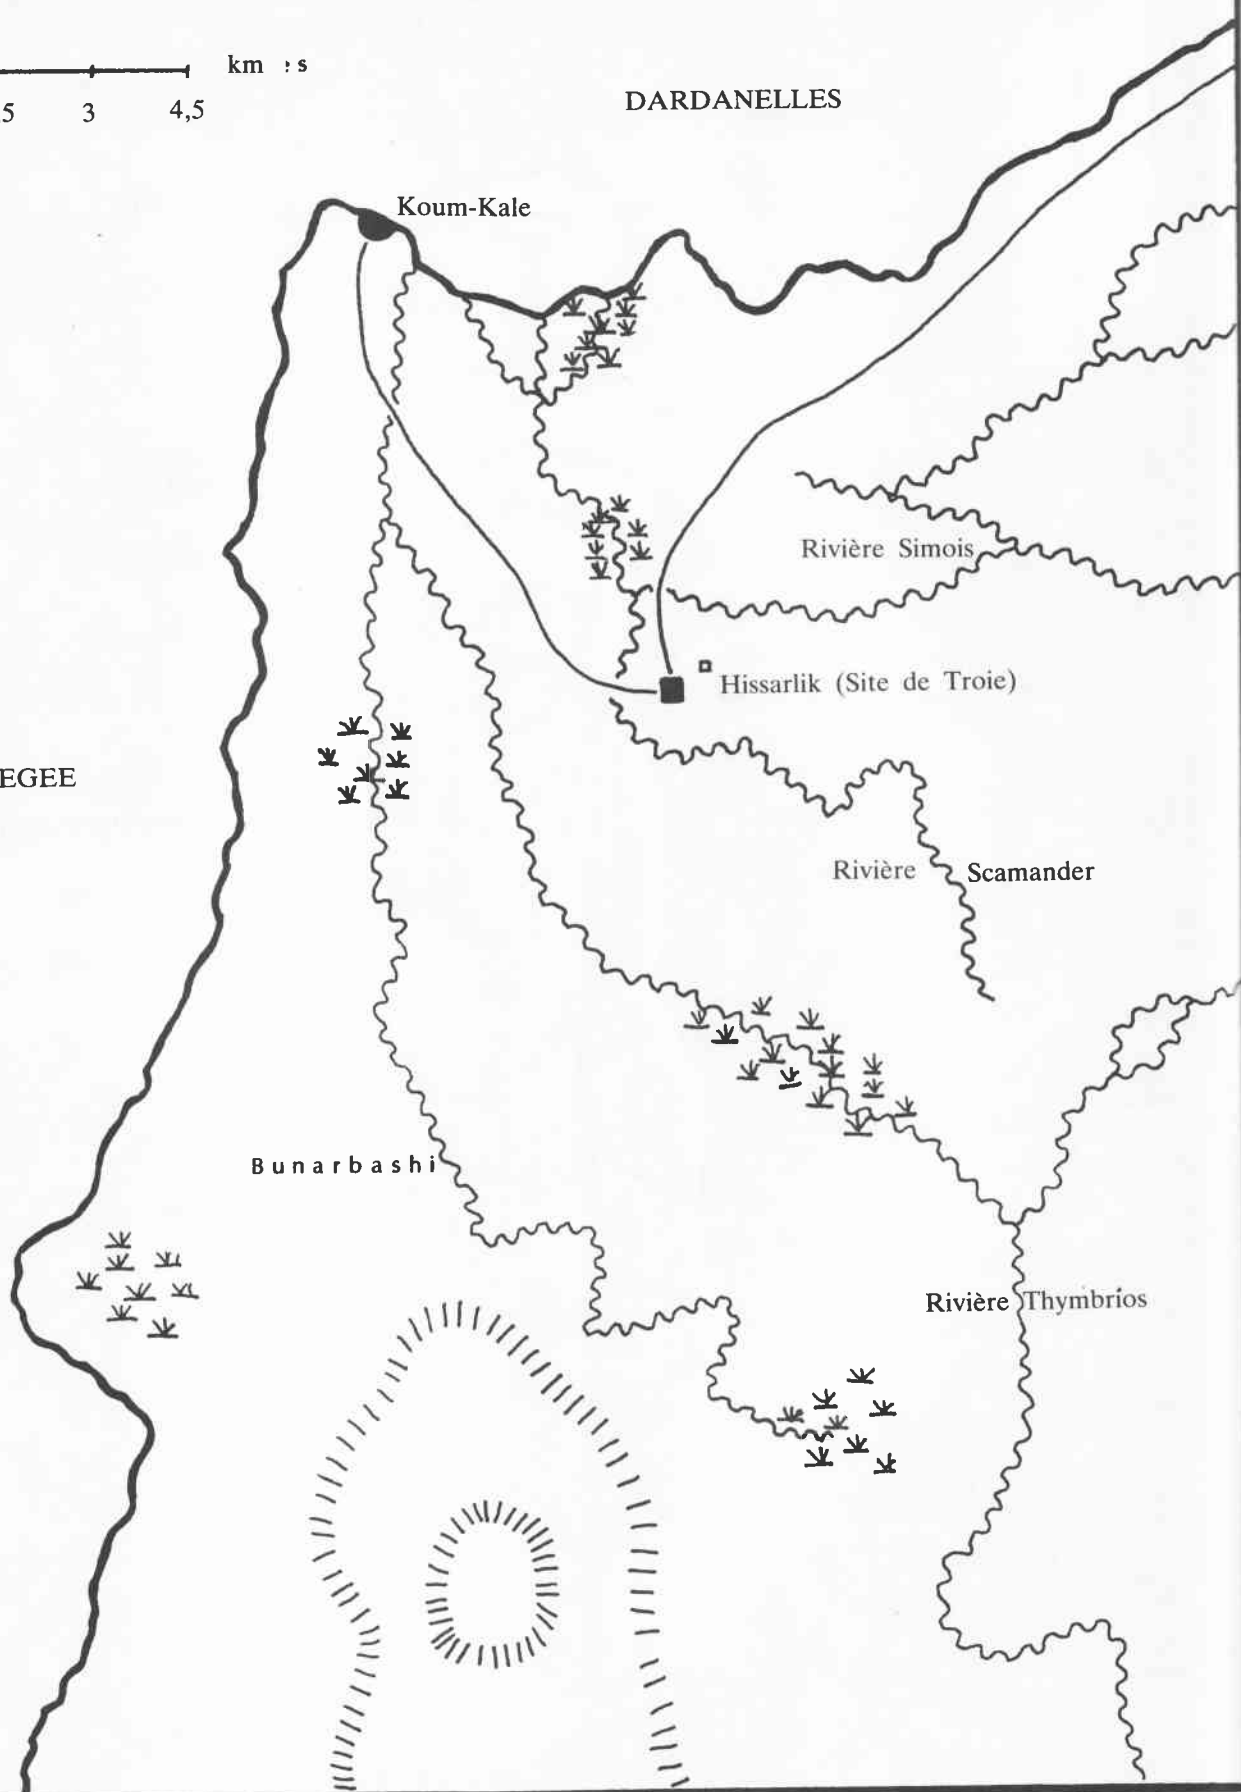 km s
5 3 4,5
DARDANELLES
Koum-Kale
Rivière Simois
Hissarlik (Site de Troie)
EGEE
Rivière Scamander
Bunarbashi
Rivière Thymbrios